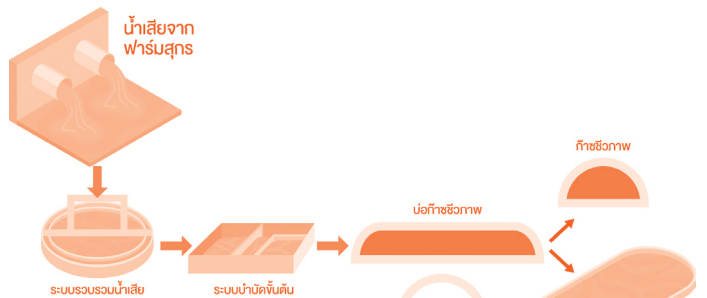 น้ำเสียจาก
ฟาร์มสุกร
ก๊าซชีวภาพ
บ่อก๊าซชีวภาพ
ระบบรวบรวมน้ำเสีย
ระบบบำบัดขั้นต้น